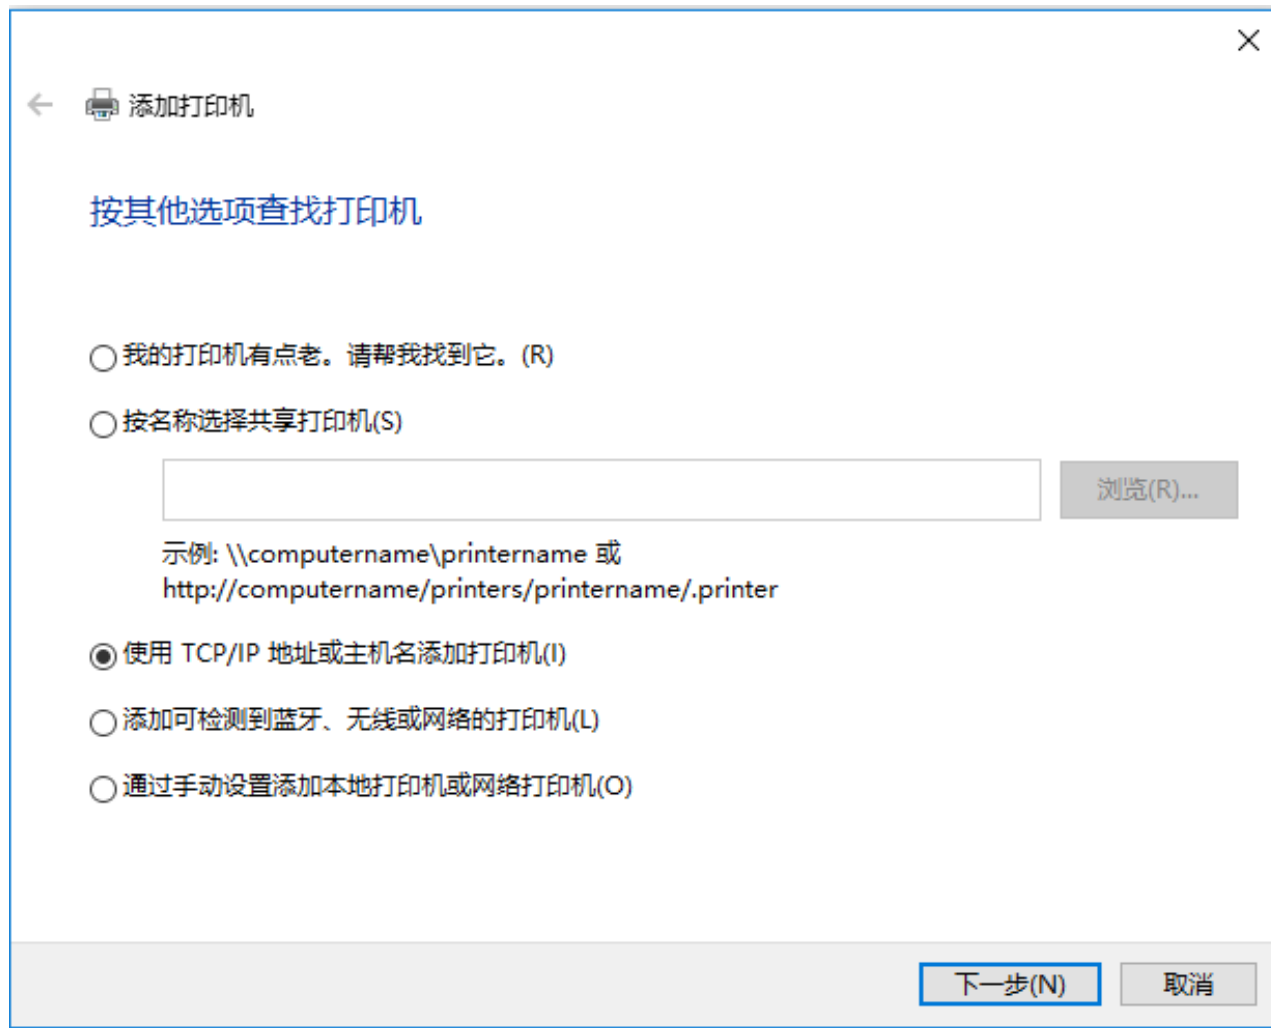 添加打印机
按其他选项查找打印机
我的打印机有点老。请帮我找到它。(R)
按名称选择共享打印机(S)
浏览(R)...
示例: \\computername\printername 或
http://computername/printers/printername/.printer
使用 TCP/IP 地址或主机名添加打印机(I)
添加可检测到蓝牙、无线或网络的打印机(L)
通过手动设置添加本地打印机或网络打印机(O)
下一步(N)
取消